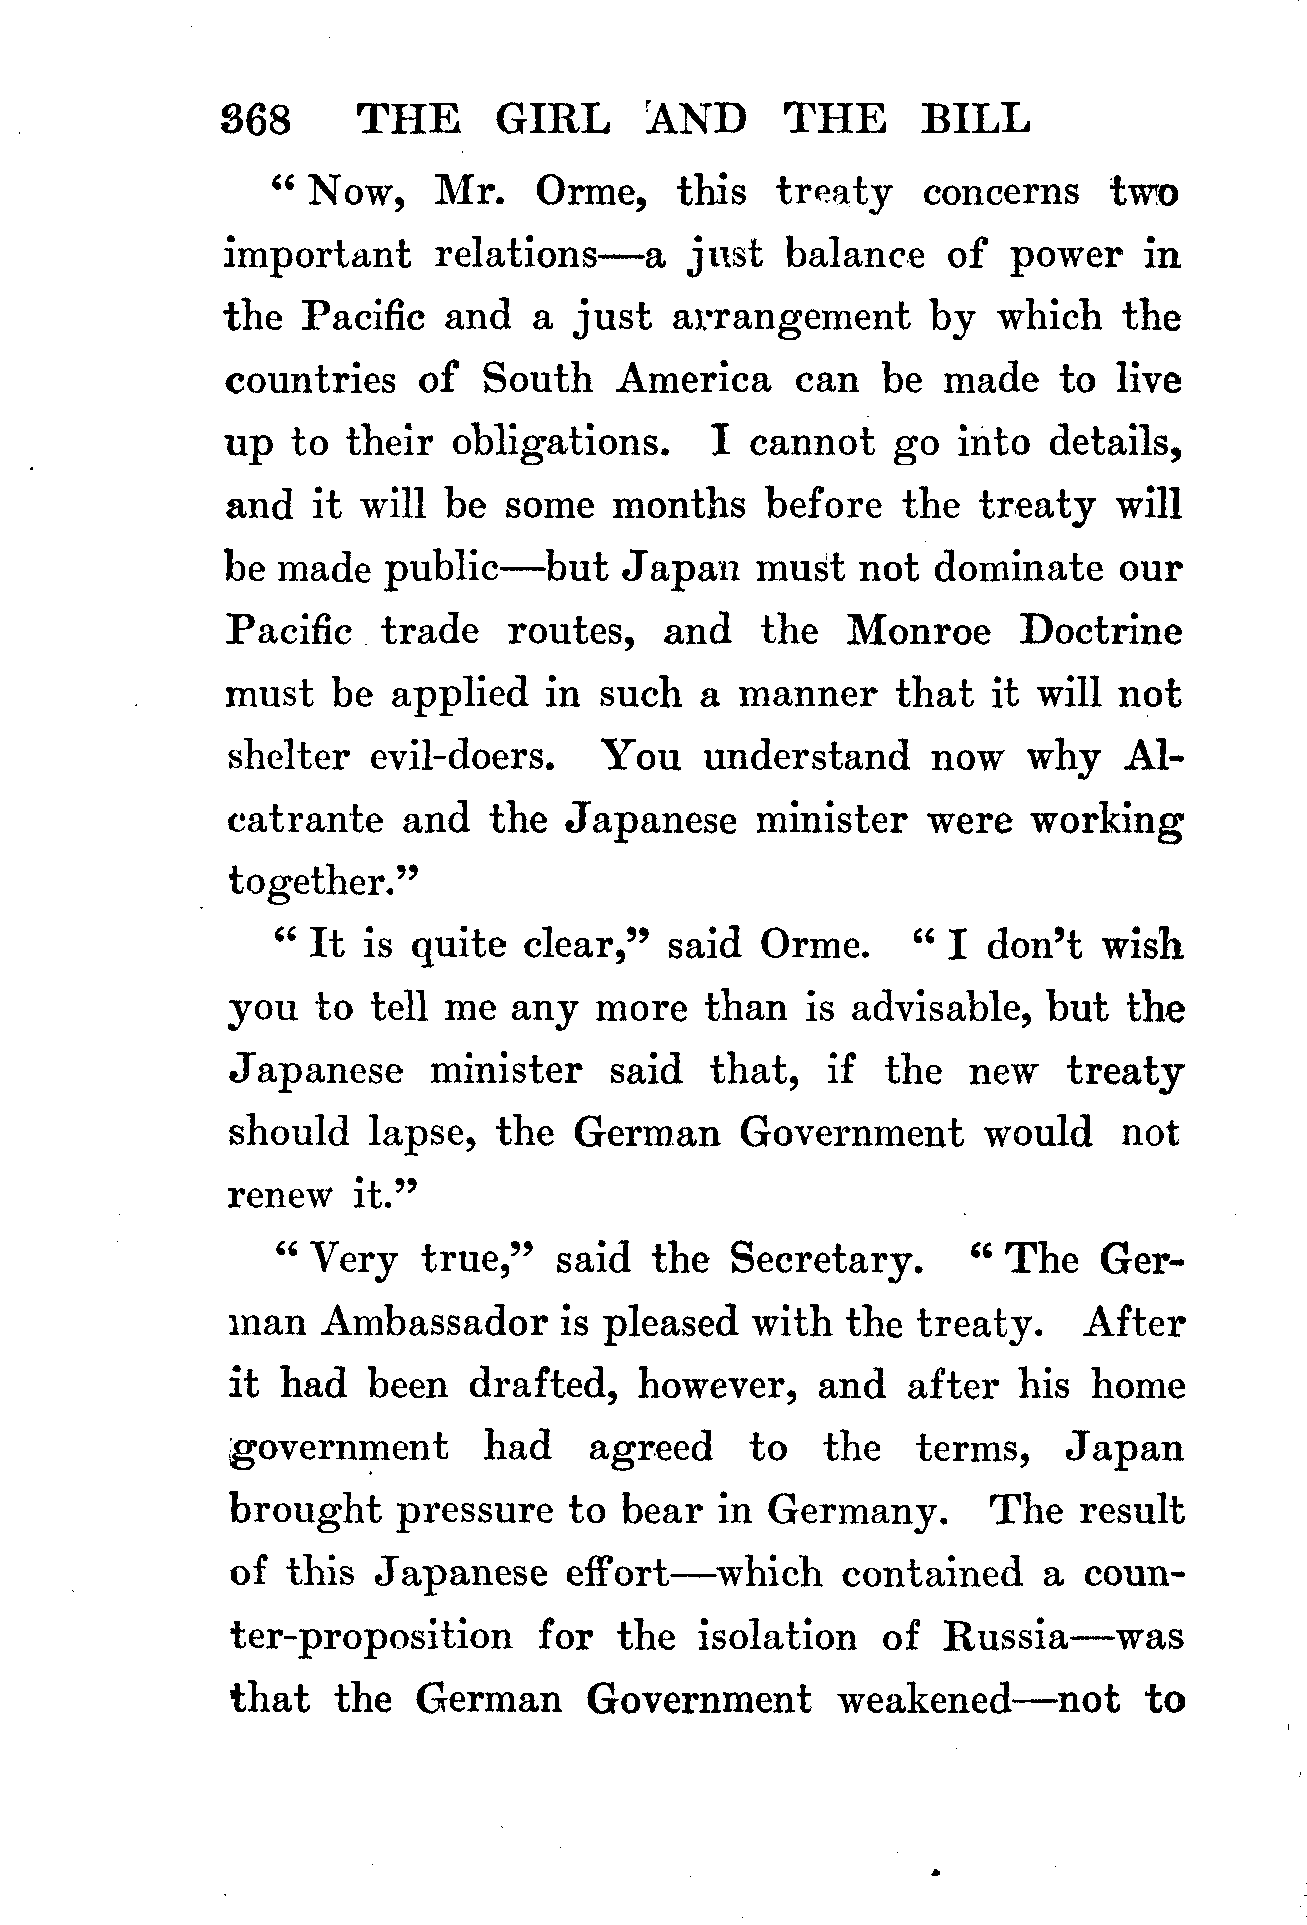 368 THE GIRL AND THE BILL
“ Now, Mr. Orme, this treaty concerns two
important relations—a just balance of power in
the Pacific and a just arrangement by which the
countries of South America can be made to live
up to their obligations. I cannot go into details,
and it will be some months before the treaty will
be made public—but Japan must not dominate our
Pacific trade routes, and the Monroe Doctrine
must be applied in such a manner that it will not
shelter evil-doers. You understand now why Al-
catrante and the Japanese minister were working
together.”
“ It is quite clear,” said Orme. “ I don’t wish
you to tell me any more than is advisable, but the
Japanese minister said that, if the new treaty
should lapse, the German Government would not
renew it.”
“ Very true,” said the Secretary. “ The Ger-
man Ambassador is pleased with the treaty. After
it had been drafted, however, and after his home
government had agreed to the terms, Japan
brought pressure to bear in Germany. The result
of this Japanese effort—which contained a coun-
ter-proposition for the isolation of Russia—was
that the German Government weakened—not to